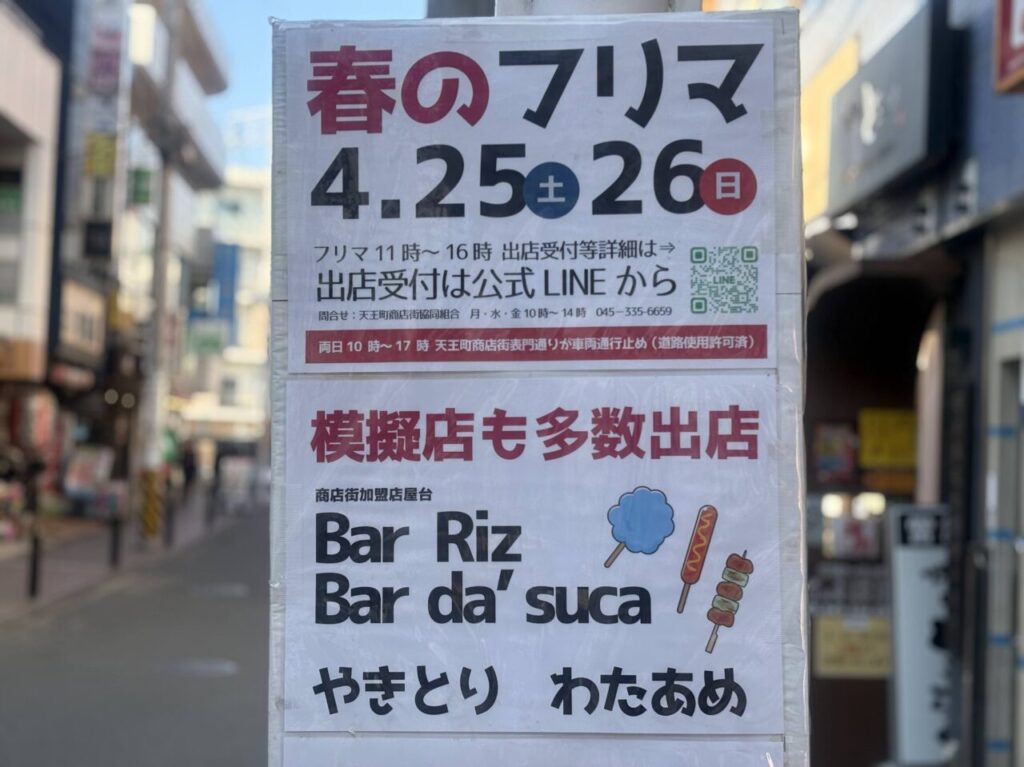 春のフリマ
4.25土26日
フリマ 11時～16時 出店受付等詳細は⇒
出店受付は公式LINEから
LINE
問合せ：天王町商店街協同組合 月・水・金10時～14時 045-335-6659
両日10時～17時 天王町商店街表門通りが車両通行止め（道路使用許可済）
模擬店も多数出店
商店街加盟店屋台
Bar Riz
Bar da' suca
やきとり わたあめ